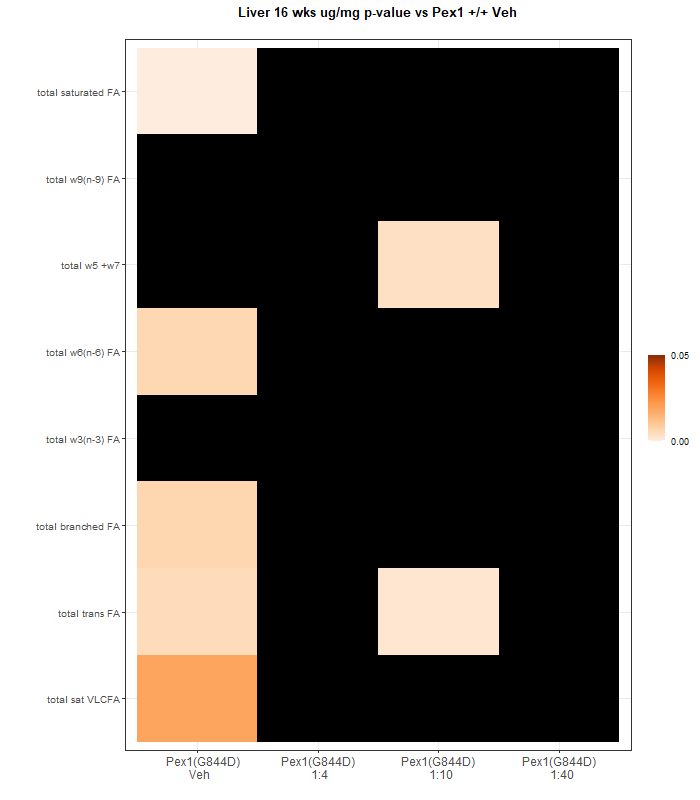 Liver 16 wks ug/mg p-value vs Pex1 +/+ Veh
total saturated FA
total w9(n-9) FA
total w5 +w7
total w6(n-6) FA
total w3(n-3) FA
total branched FA
total trans FA
total sat VLCFA
0.05
0.00
Pex1(G844D)
Veh
Pex1(G844D)
1:4
Pex1(G844D)
1:10
Pex1(G844D)
1:40